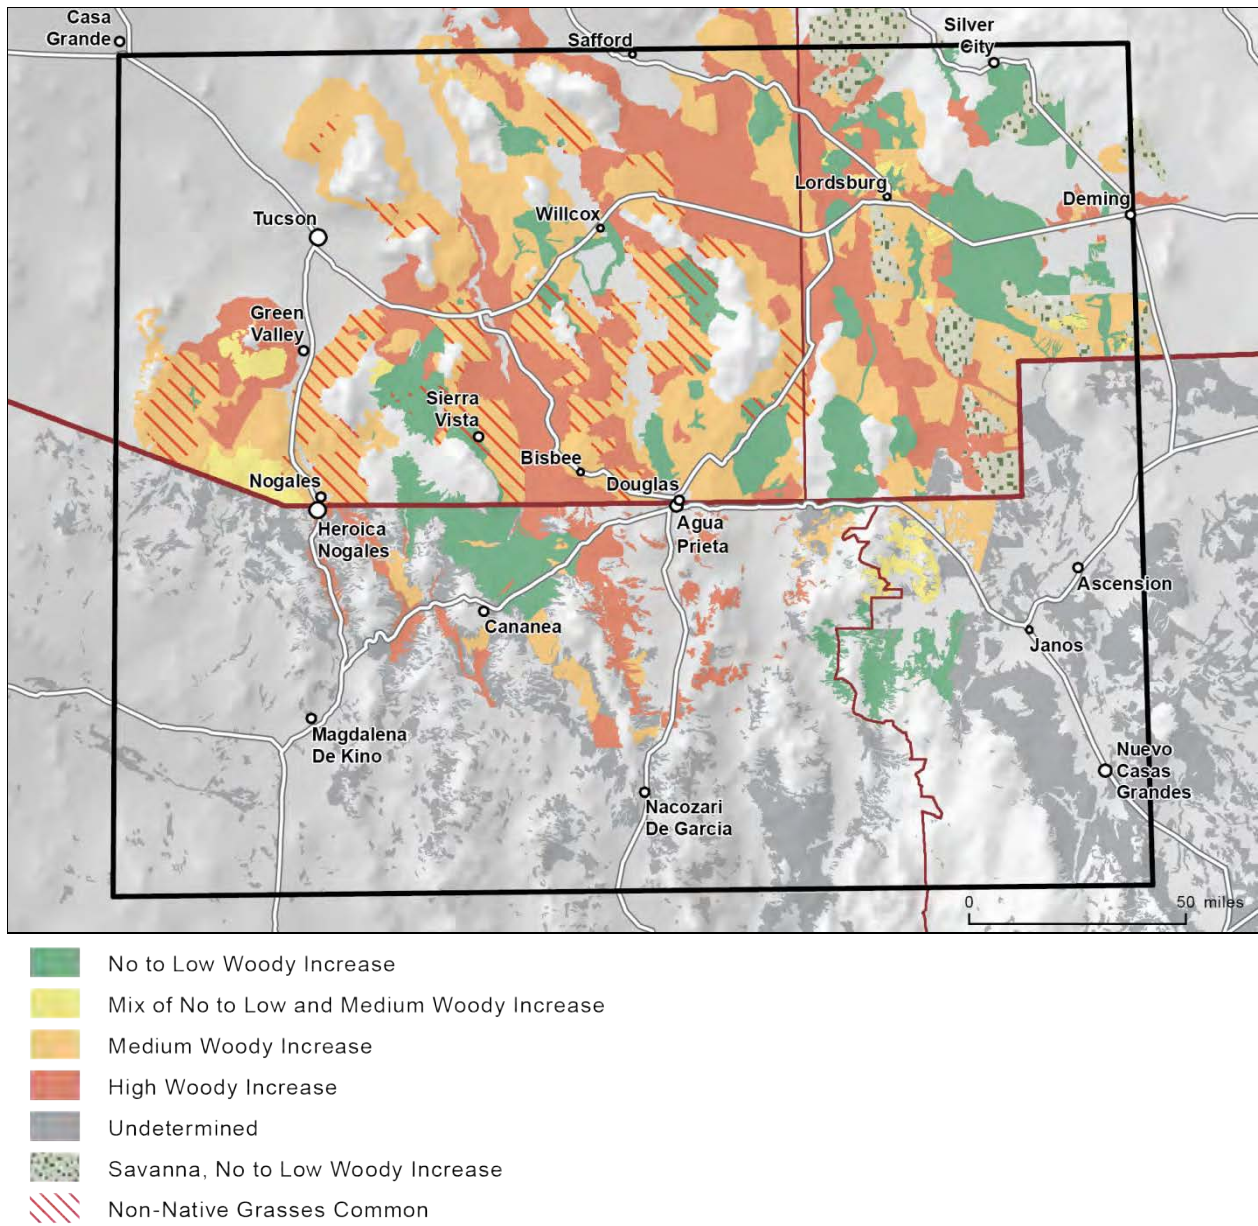 Casa
Grande
Safford
Silver
City
Tucson
Willcox
Lordsburg
Deming
Green
Valley
Sierra
Vista
Bisbee
Nogales
Douglas
Heroica
Nogales
Agua
Prieta
Ascension
Cananea
Janos
Magdalena
De Kino
Nuevo
Casas
Grandes
Nacozari
De Garcia
0 50 miles
No to Low Woody Increase
Mix of No to Low and Medium Woody Increase
Medium Woody Increase
High Woody Increase
Undetermined
Savanna, No to Low Woody Increase
Non-Native Grasses Common